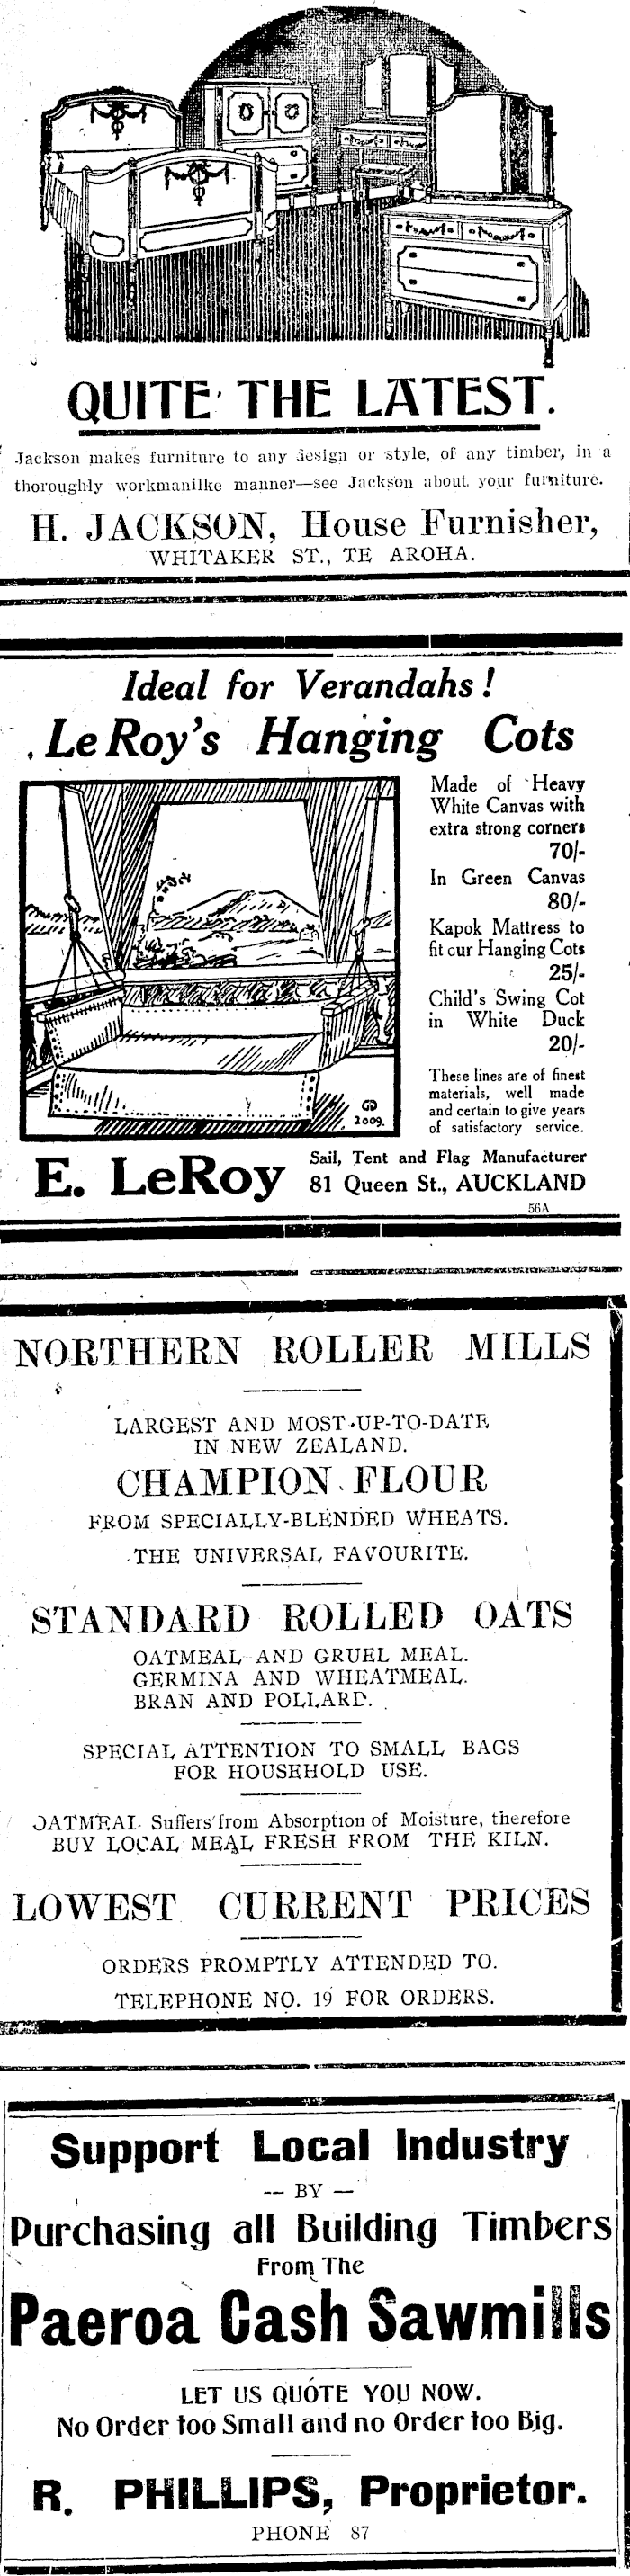 QUITE THE LATEST.
Jackson makes furniture to any design or style, of any timber, in a
thoroughly workmanilke manner—see Jackson about your furniture.
H. JACKSON, House Furnisher,
WHITAKER ST., TE AROHA.
Ideal for Verandahs!
Le Roy's Hanging Cots
Made of Heavy
White Canvas with
extra strong corners
70/-
In Green Canvas
80/-
Kapok Mattress to
fit our Hanging Cots
25/-
Child's Swing Cot
in White Duck
20/-
These lines are of finest
materials, well made
and certain to give years
of satisfactory service.
GD
2009.
E. LeRoy
Sail, Tent and Flag Manufacturer
81 Queen St., AUCKLAND
56A
NORTHERN ROLLER MILLS
LARGEST AND MOST-UP-TO-DATE
IN NEW ZEALAND.
CHAMPION FLOUR
FROM SPECIALLY-BLENDED WHEATS.
THE UNIVERSAL FAVOURITE.
STANDARD ROLLED OATS
OATMEAL AND GRUEL MEAL.
GERMINA AND WHEATMEAL.
BRAN AND POLLARD.
SPECIAL ATTENTION TO SMALL BAGS
FOR HOUSEHOLD USE.
OATMEAL Suffers from Absorption of Moisture, therefore
BUY LOCAL MEAL FRESH FROM THE KILN.
LOWEST CURRENT PRICES
ORDERS PROMPTLY ATTENDED TO.
TELEPHONE NO. 19 FOR ORDERS.
Support Local Industry
— BY —
Purchasing all Building Timbers
From The
Paeroa Cash Sawmills
LET US QUOTE YOU NOW.
No Order too Small and no Order too Big.
R. PHILLIPS, Proprietor.
PHONE 87